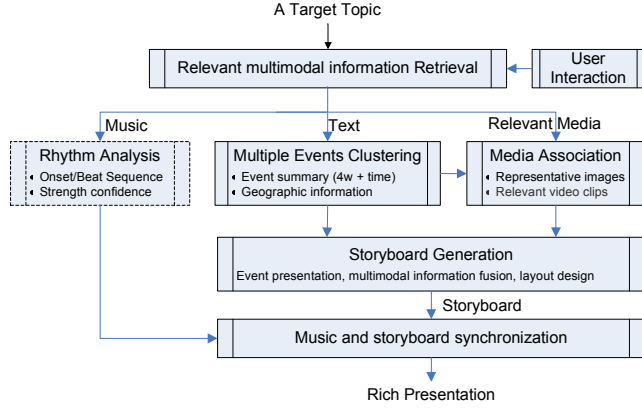 A Target Topic
Relevant multimodal information Retrieval
User
Interaction
Music
Text
Relevant Media
Rhythm Analysis
Onset/Beat Sequence
Strength confidence
Multiple Events Clustering
Event summary (4w + time)
Geographic information
Media Association
Representative images
Relevant video clips
Storyboard Generation
Event presentation, multimodal information fusion, layout design
Storyboard
Music and storyboard synchronization
Rich Presentation